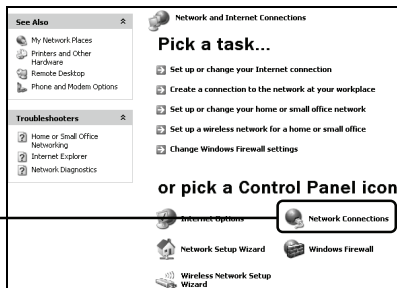 See Also
My Network Places
Printers and Other
Hardware
Remote Desktop
Phone and Modem Options
Troubleshooters
Home or Small Office
Networking
Internet Explorer
Network Diagnostics
Network and Internet Connections
Pick a task...
Set up or change your Internet connection
Create a connection to the network at your workplace
Set up or change your home or small office network
Set up a wireless network for a home or small office
Change Windows Firewall settings
or pick a Control Panel icon
Internet Options
Network Connections
Network Setup Wizard
Windows Firewall
Wireless Network Setup
Wizard